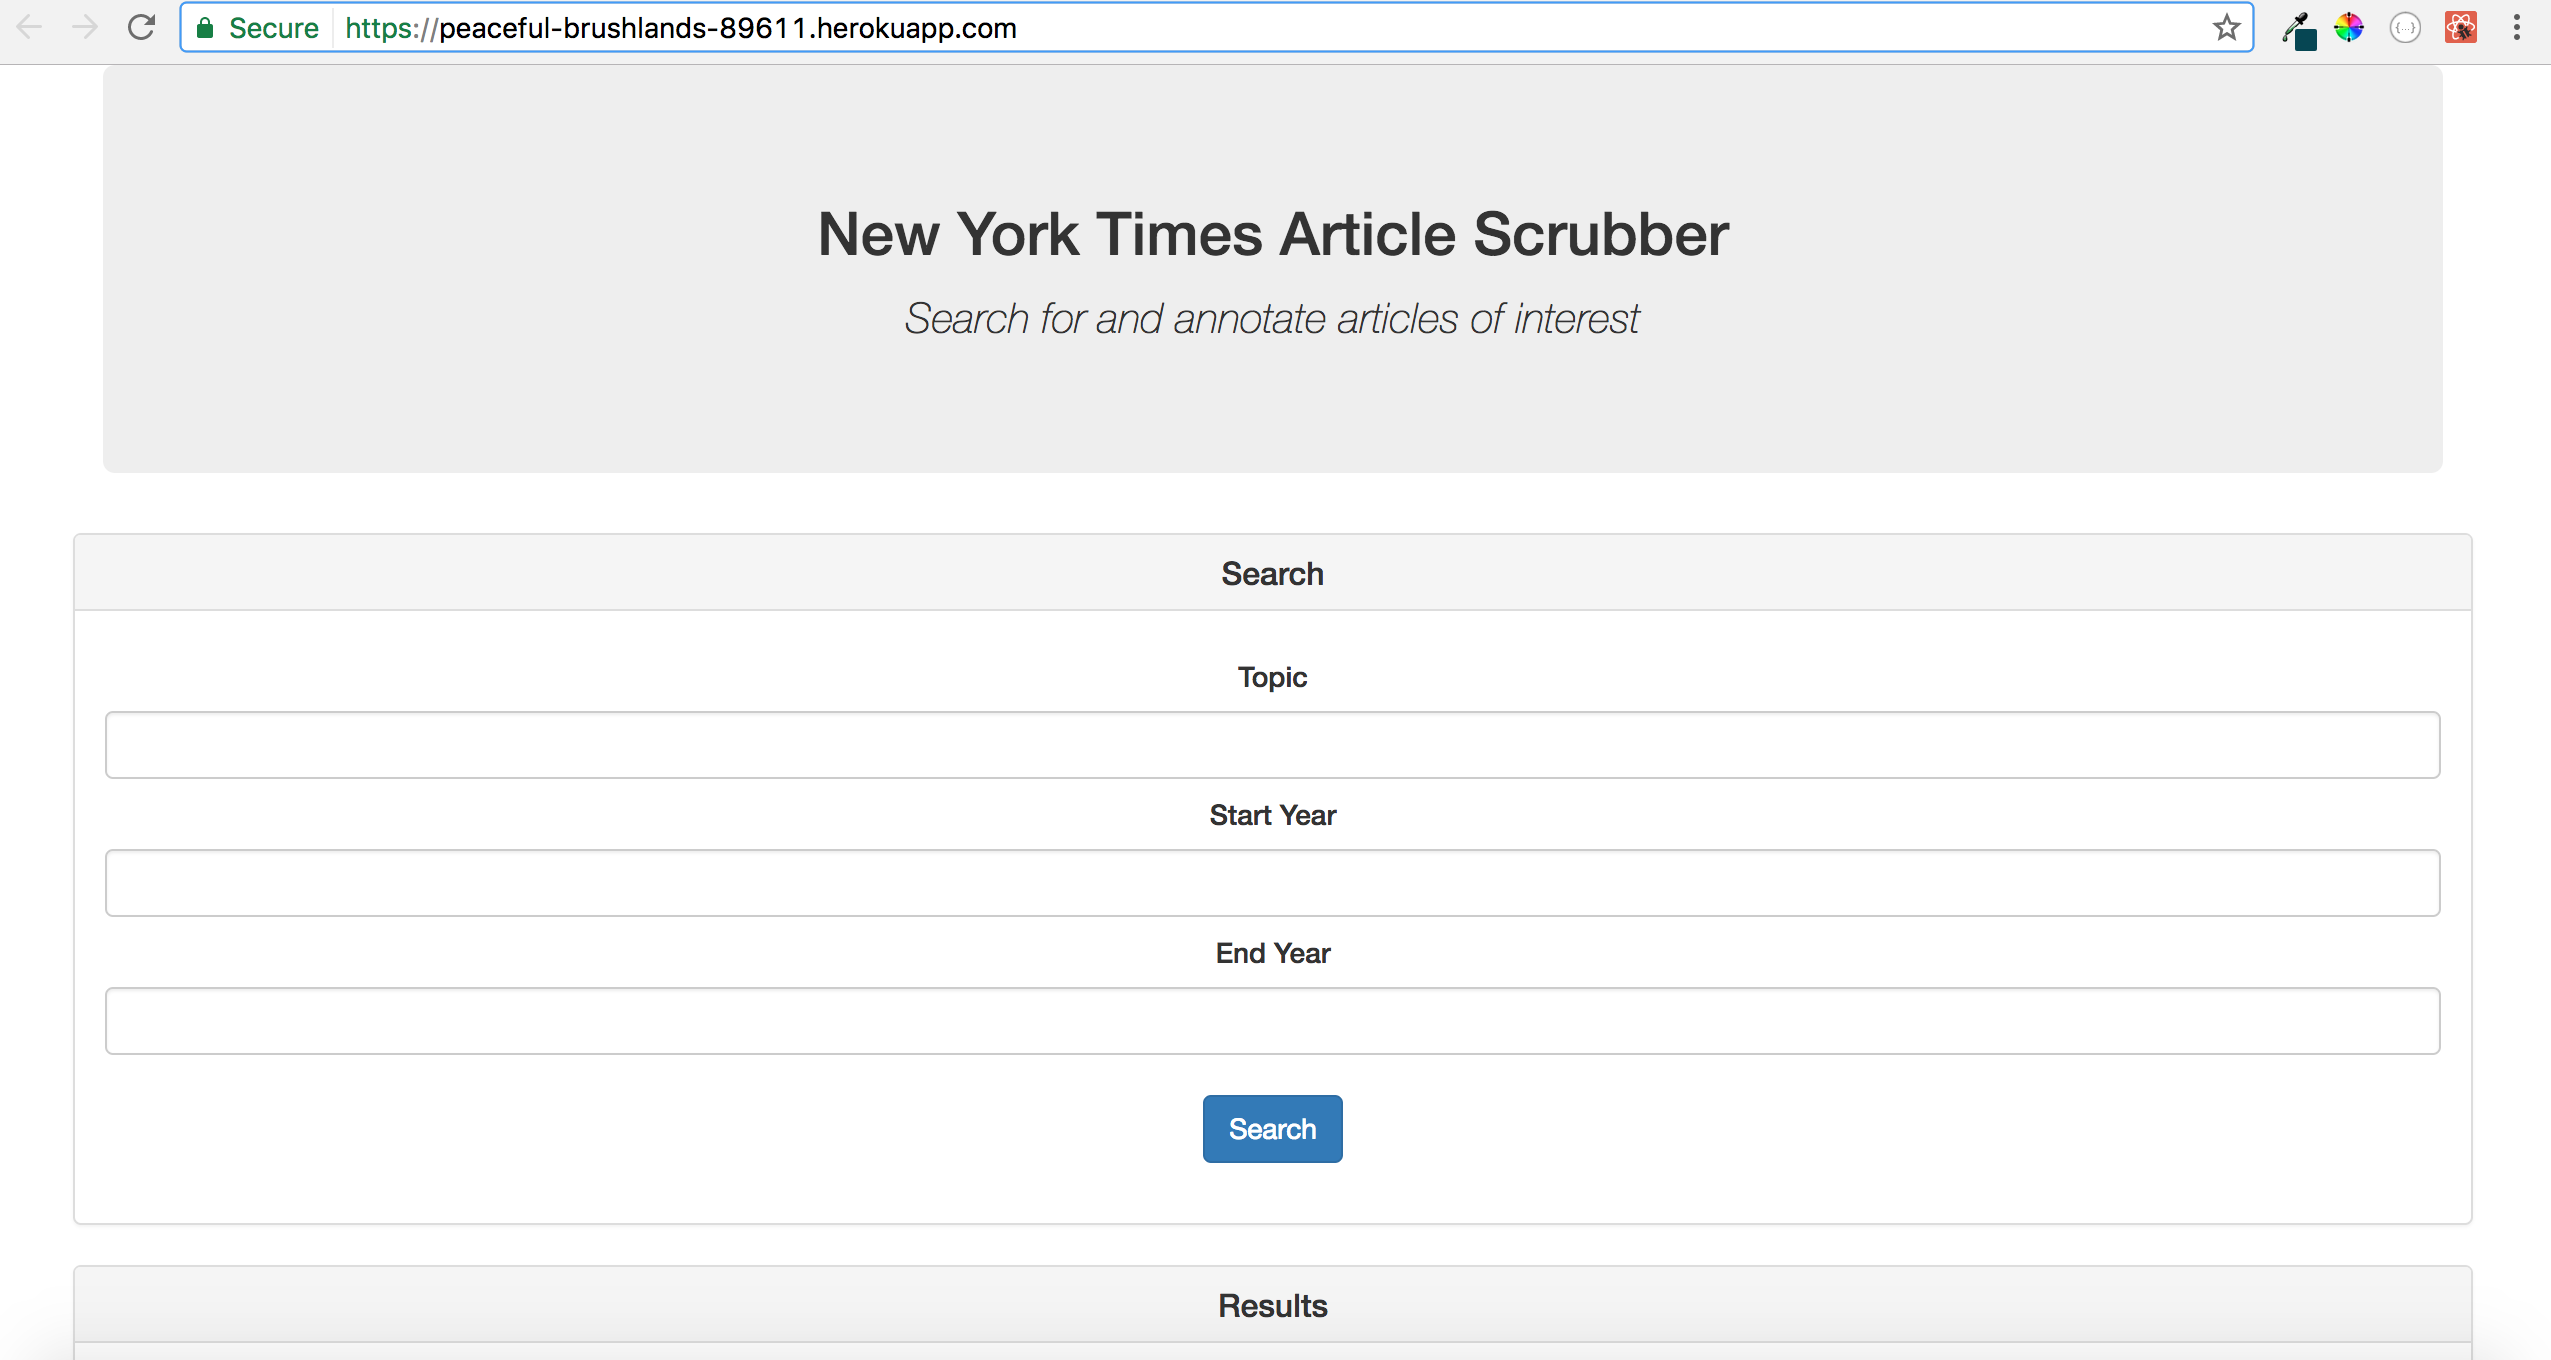 Secure https://peaceful-brushlands-89611.herokuapp.com
New York Times Article Scrubber
Search for and annotate articles of interest
Search
Topic
Start Year
End Year
Search
Results